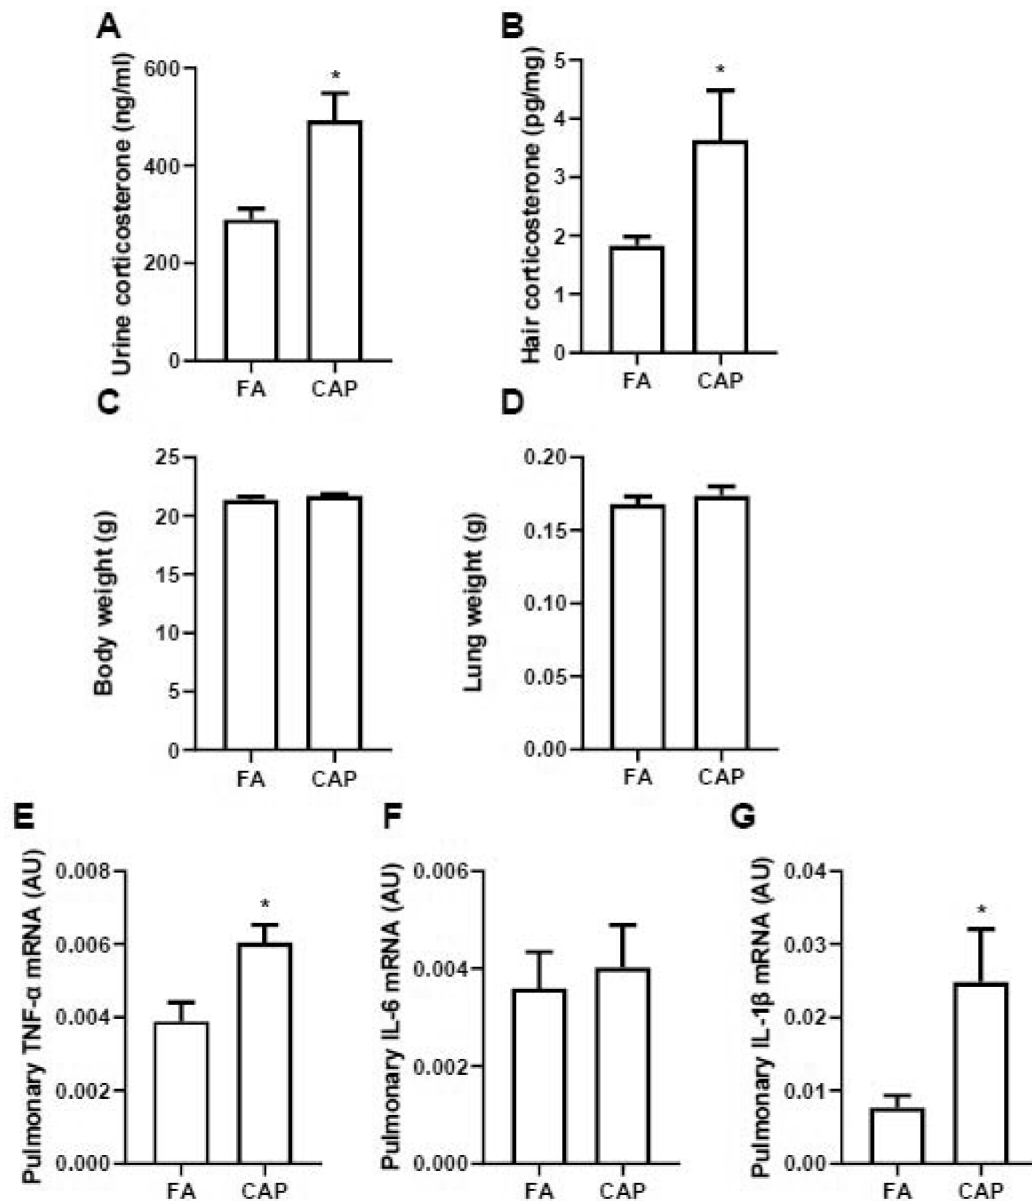 A
Urine corticosterone (ng/ml)
600
400
200
0
*
FA CAP
B
Hair corticosterone (pg/mg)
5
4
3
2
1
0
*
FA CAP
C
Body weight (g)
25
20
15
10
5
0
FA CAP
D
Lung weight (g)
0.20
0.15
0.10
0.05
0.00
FA CAP
E
Pulmonary TNF-α mRNA (AU)
0.008
0.006
0.004
0.002
0.000
*
FA CAP
F
Pulmonary IL-6 mRNA (AU)
0.006
0.004
0.002
0.000
FA CAP
G
Pulmonary IL-1β mRNA (AU)
0.04
0.03
0.02
0.01
0.00
*
FA CAP